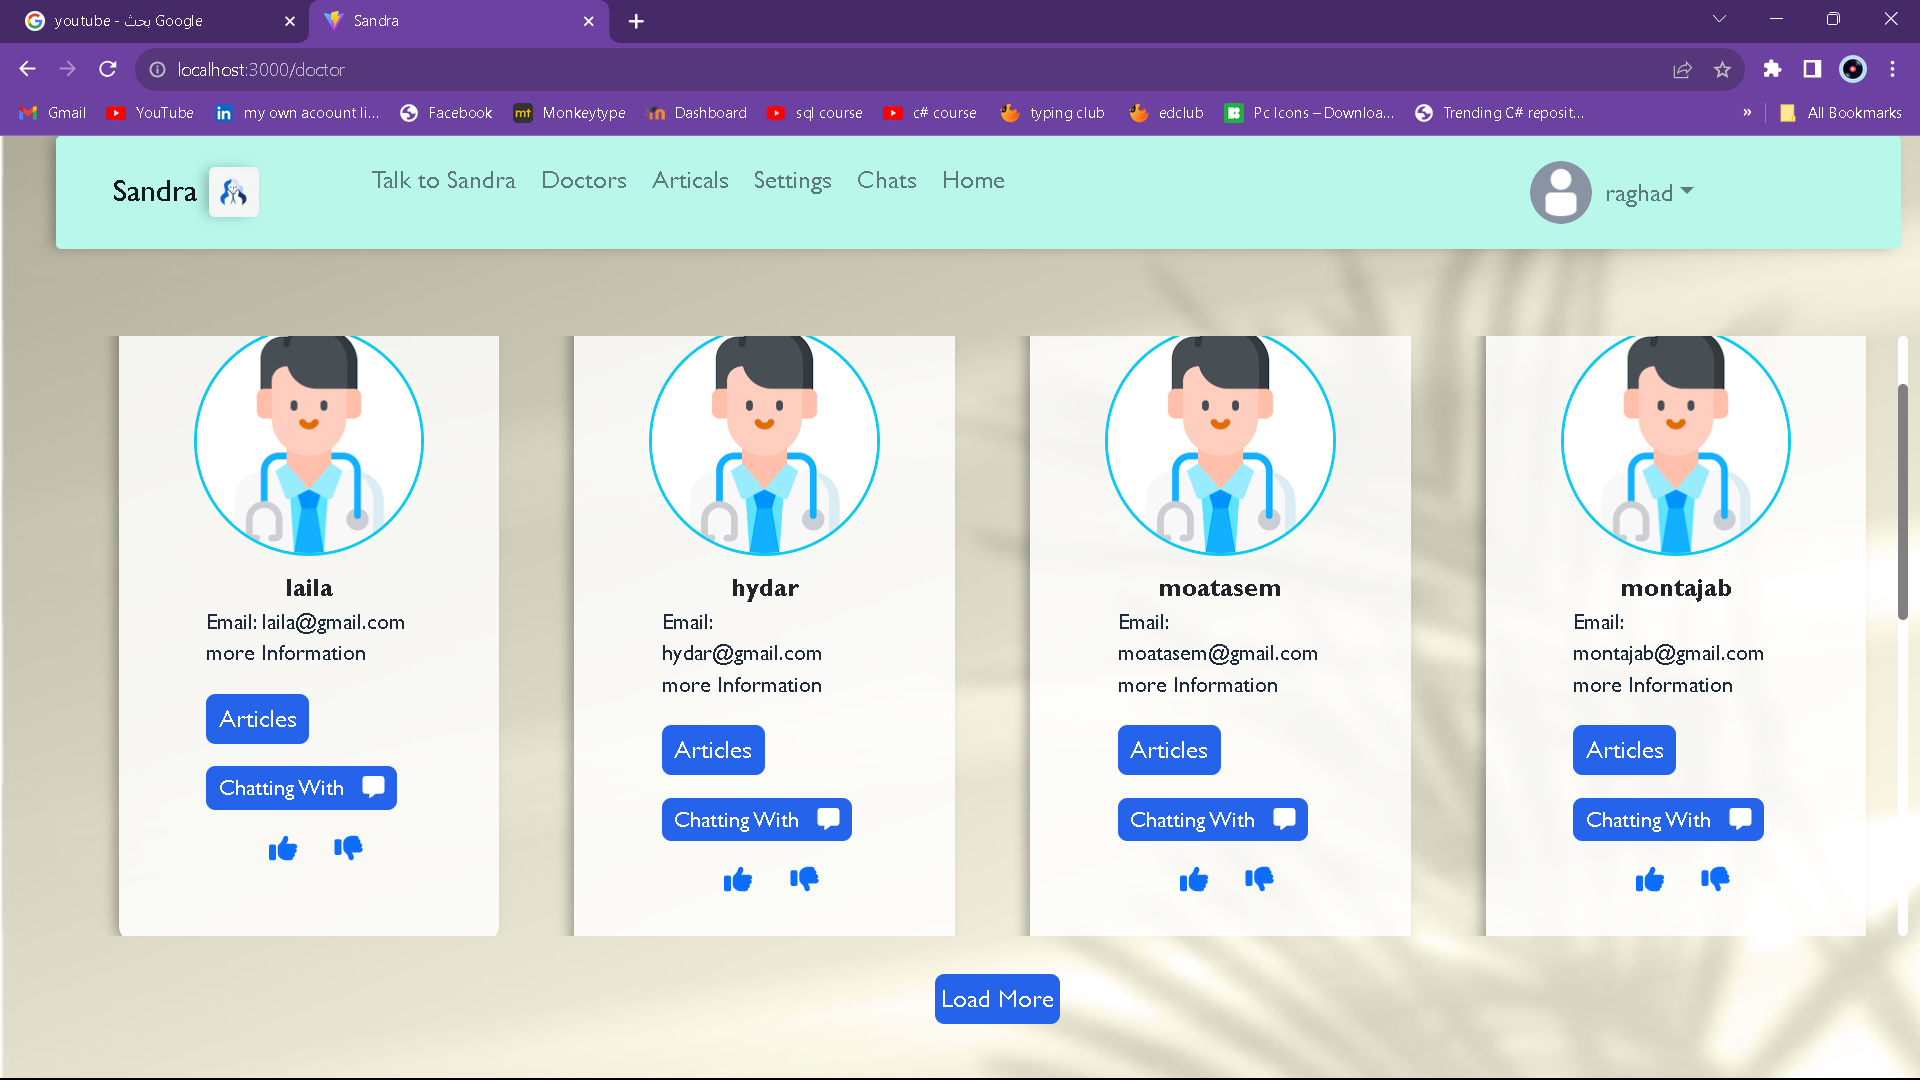 youtube - بحث Google
Sandra
localhost:3000/doctor
Gmail
YouTube
my own acoount li...
Facebook
mt
Monkeytype
Dashboard
sql course
c# course
typing club
edclub
Pc Icons – Downloa...
Trending C# reposit...
»
All Bookmarks
Sandra
Talk to Sandra
Doctors
Articals
Settings
Chats
Home
raghad
laila
Email: laila@gmail.com
more Information
Articles
Chatting With
hydar
Email:
hydar@gmail.com
more Information
Articles
Chatting With
moatasem
Email:
moatasem@gmail.com
more Information
Articles
Chatting With
montajab
Email:
montajab@gmail.com
more Information
Articles
Chatting With
Load More